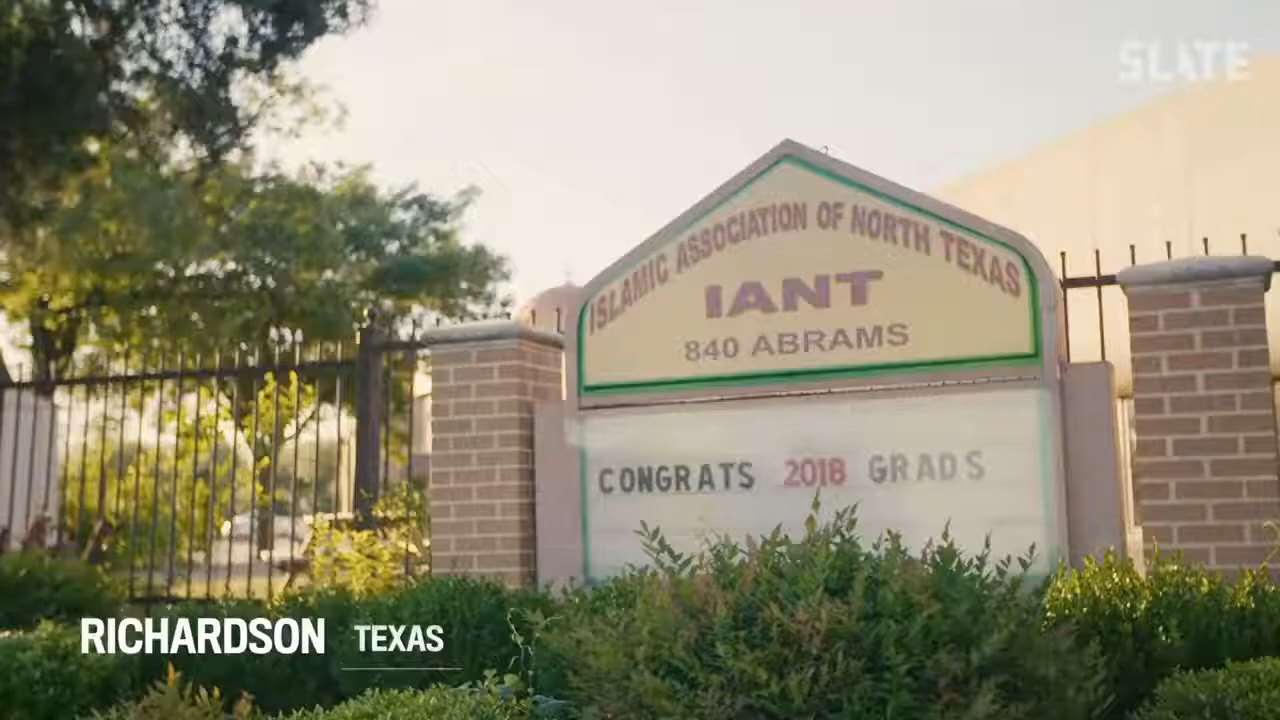 SLATE
ISLAMIC ASSOCIATION OF NORTH TEXAS
IANT
840 ABRAMS
CONGRATS 2018 GRADS
RICHARDSON TEXAS